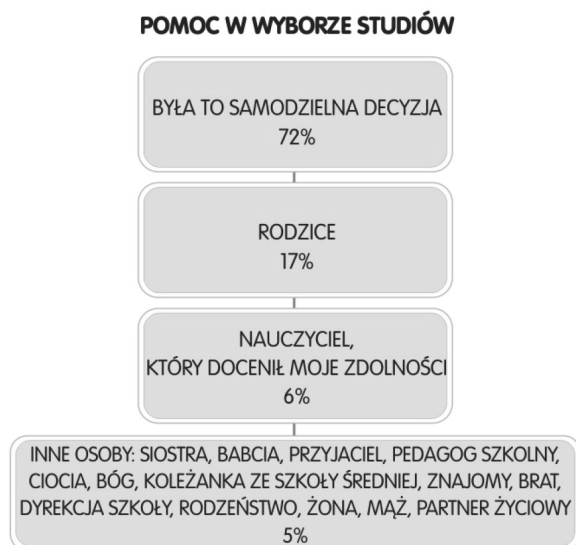 POMOC W WYBORZE STUDIÓW
BYŁA TO SAMODZIELNA DECYZJA
72%
RODZICE
17%
NAUCZYCIEL,
KTÓRY DOCENIŁ MOJE ZDOLNOŚCI
6%
INNE OSOBY: SIOSTRA, BABCIA, PRZYJACIEL, PEDAGOG SZKOLNY,
CIOCIA, BÓG, KOLEŻANKA ZE SZKOŁY ŚREDNIEJ, ZNAJOMY, BRAT,
DYREKCJA SZKOŁY, RODZEŃSTWO, ŻONA, MĄŻ, PARTNER ŻYCIOWY
5%